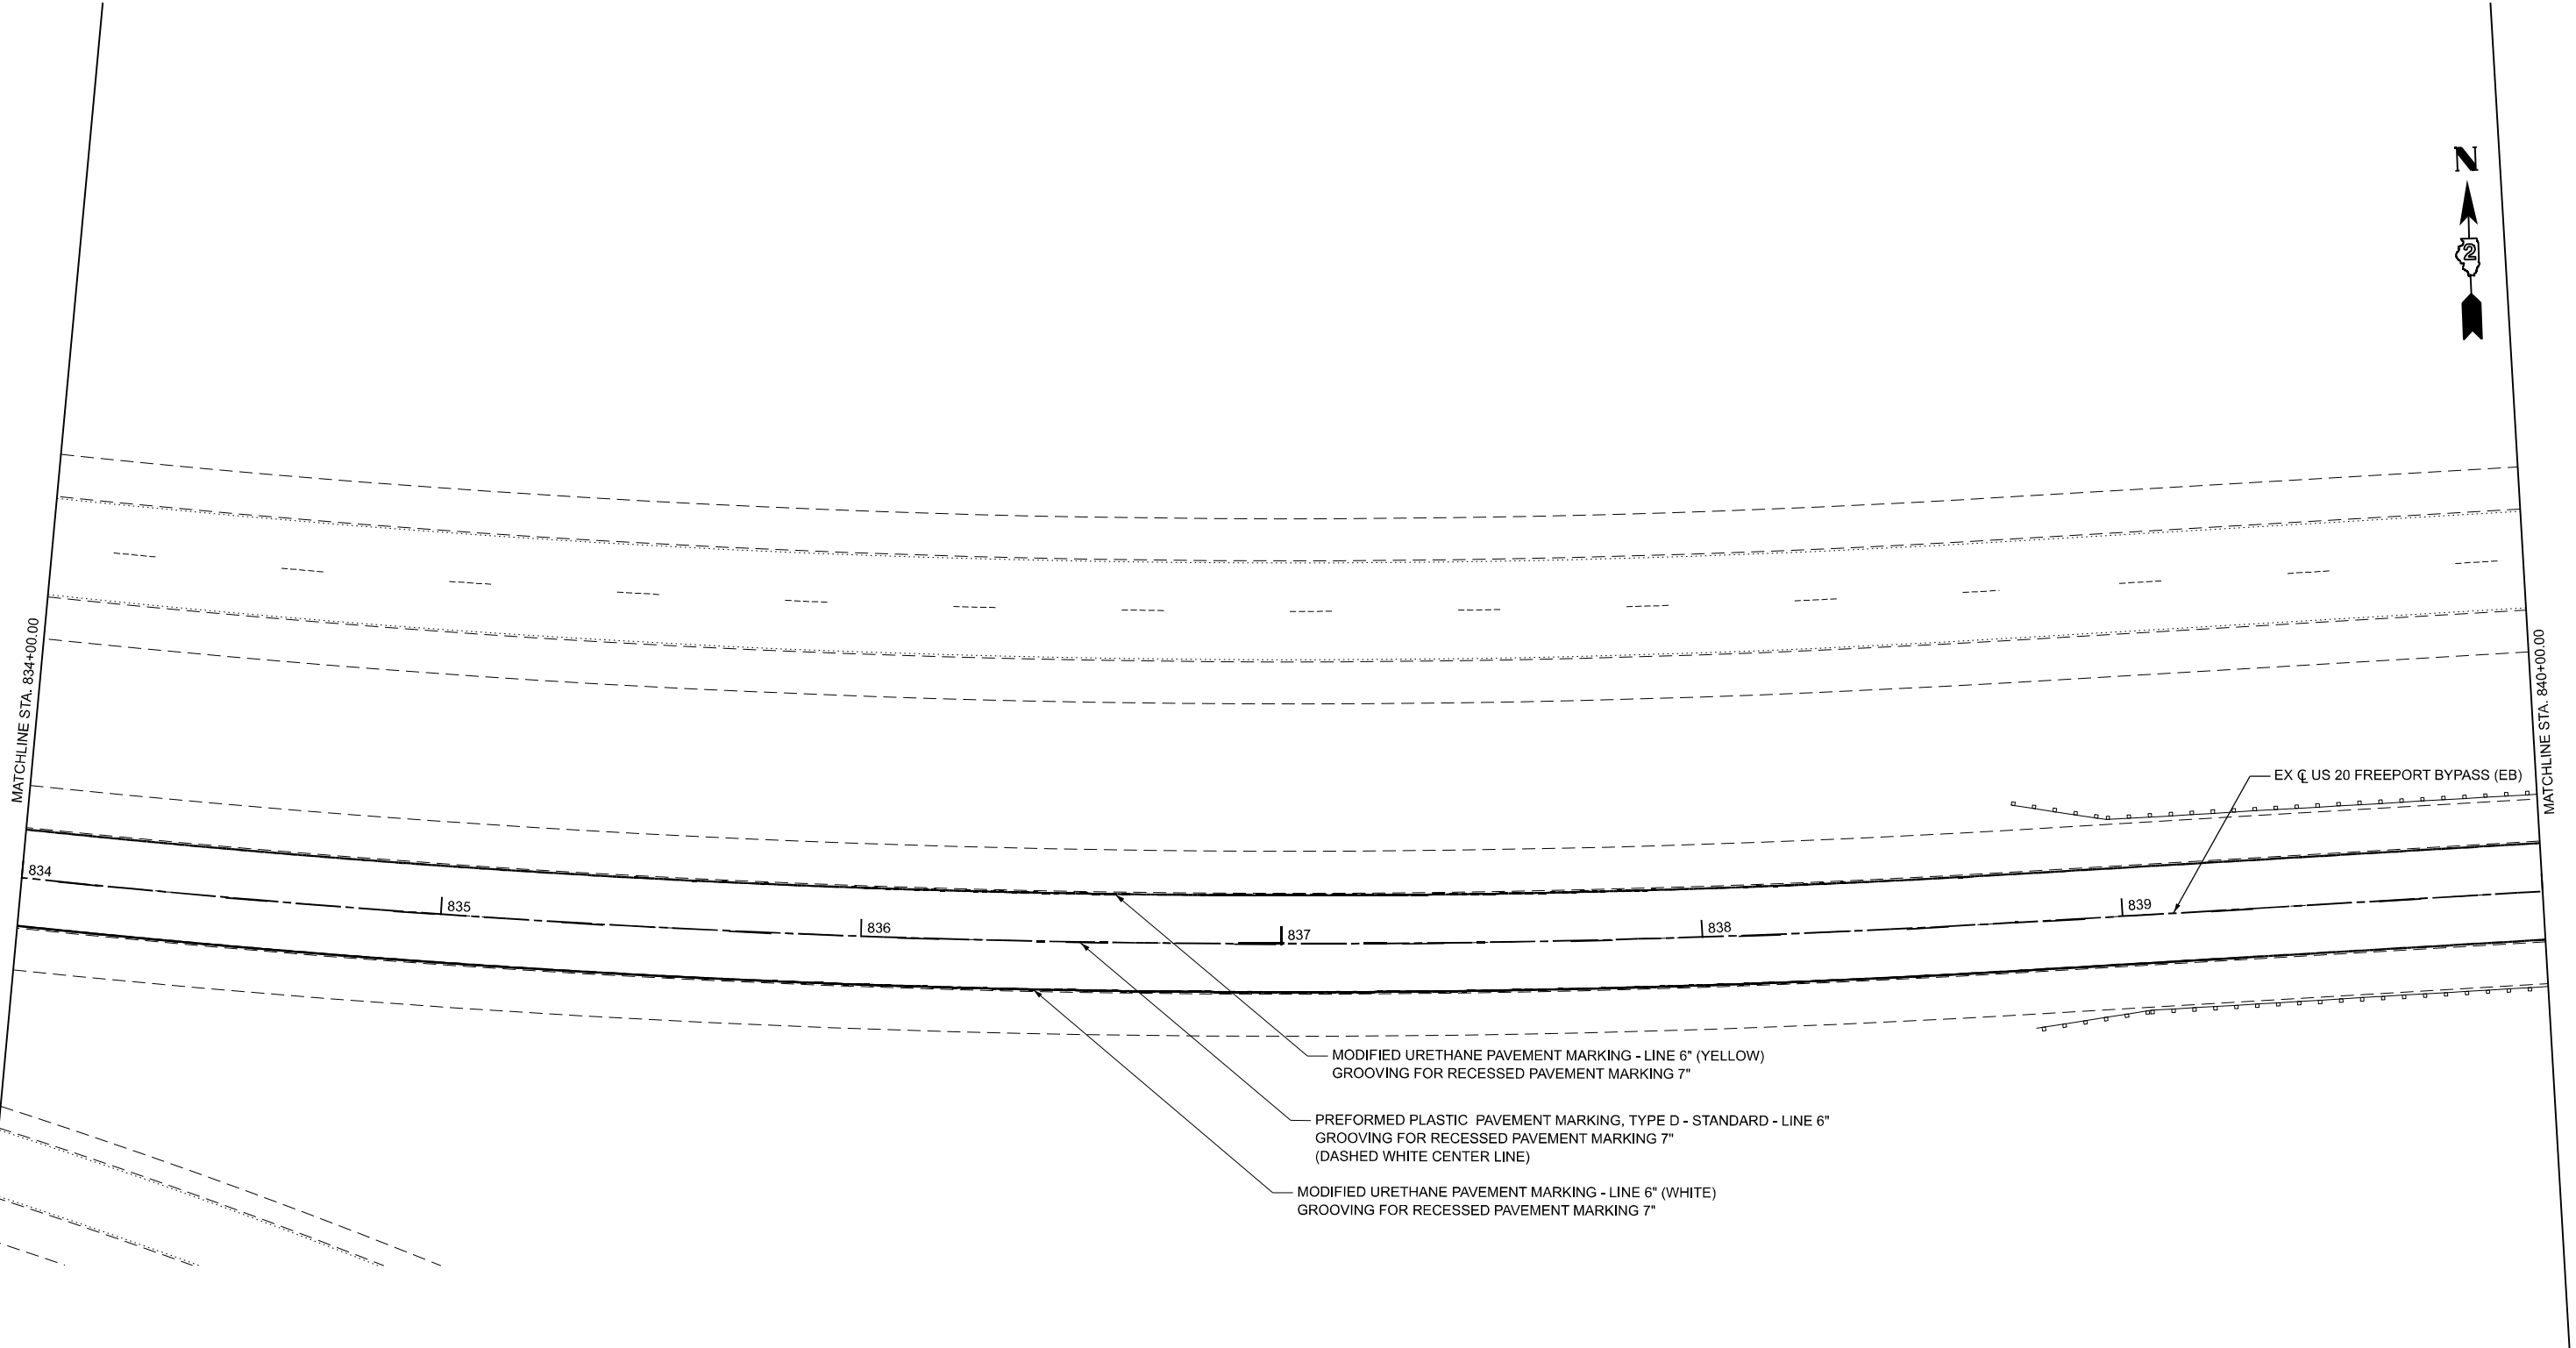 N
2
MATCHLINE STA. 834+00.00
MATCHLINE STA. 840+00.00
EX ℄ US 20 FREEPORT BYPASS (EB)
834
835
836
837
838
839
MODIFIED URETHANE PAVEMENT MARKING - LINE 6" (YELLOW)
GROOVING FOR RECESSED PAVEMENT MARKING 7"
PREFORMED PLASTIC PAVEMENT MARKING, TYPE D - STANDARD - LINE 6"
GROOVING FOR RECESSED PAVEMENT MARKING 7"
(DASHED WHITE CENTER LINE)
MODIFIED URETHANE PAVEMENT MARKING - LINE 6" (WHITE)
GROOVING FOR RECESSED PAVEMENT MARKING 7"